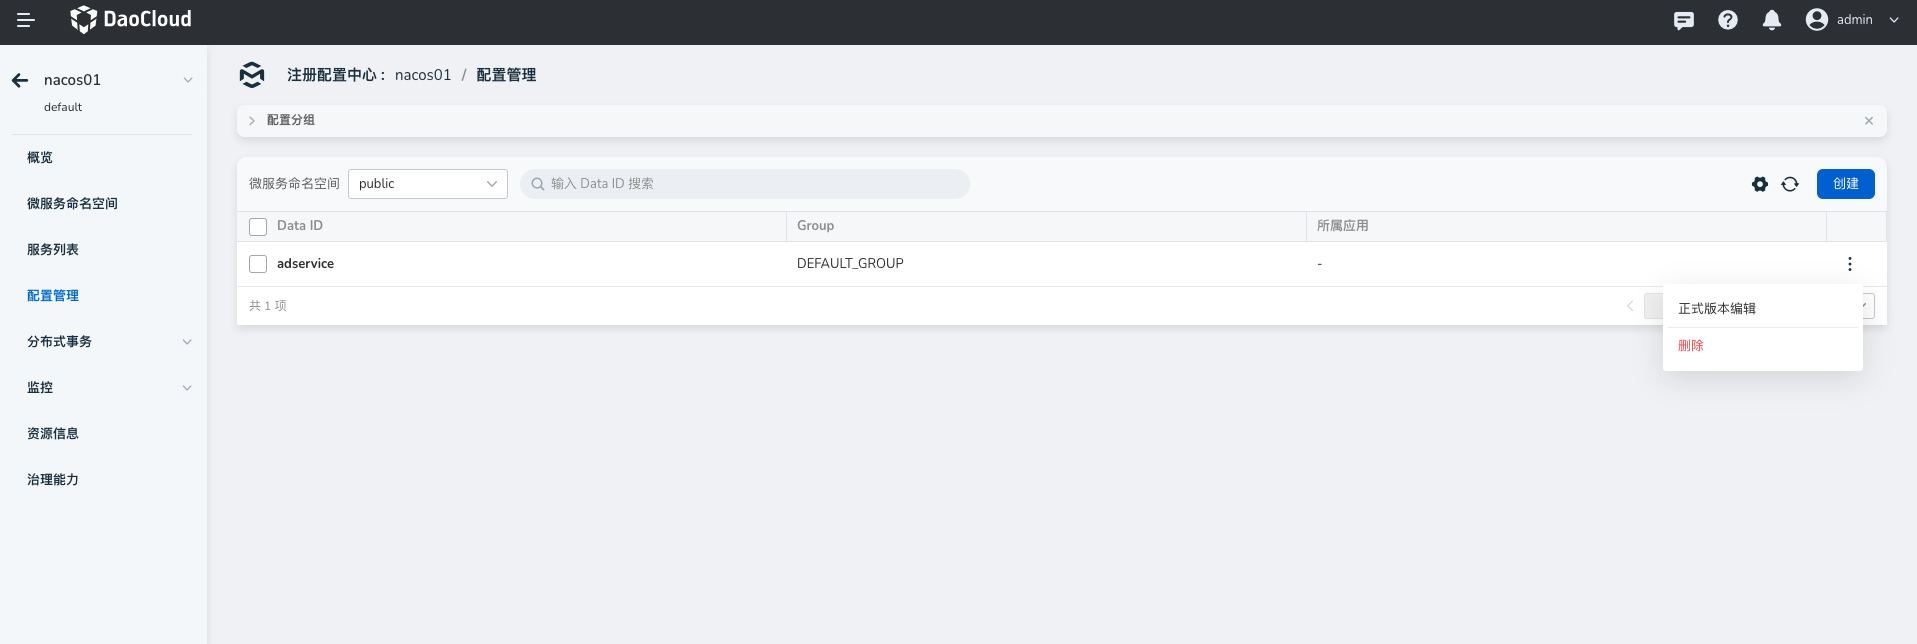 DaoCloud
admin
nacos01
default
概览
微服务命名空间
服务列表
配置管理
分布式事务
监控
资源信息
治理能力
注册配置中心： nacos01 / 配置管理
配置分组
微服务命名空间 public 输入 Data ID 搜索 创建
Data ID Group 所属应用
adservice DEFAULT_GROUP -
共 1 项
正式版本编辑
删除